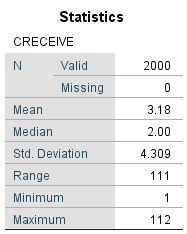 Statistics
CRECEIVE
N Valid 2000
Missing 0
Mean 3.18
Median 2.00
Std. Deviation 4.309
Range 111
Minimum 1
Maximum 112